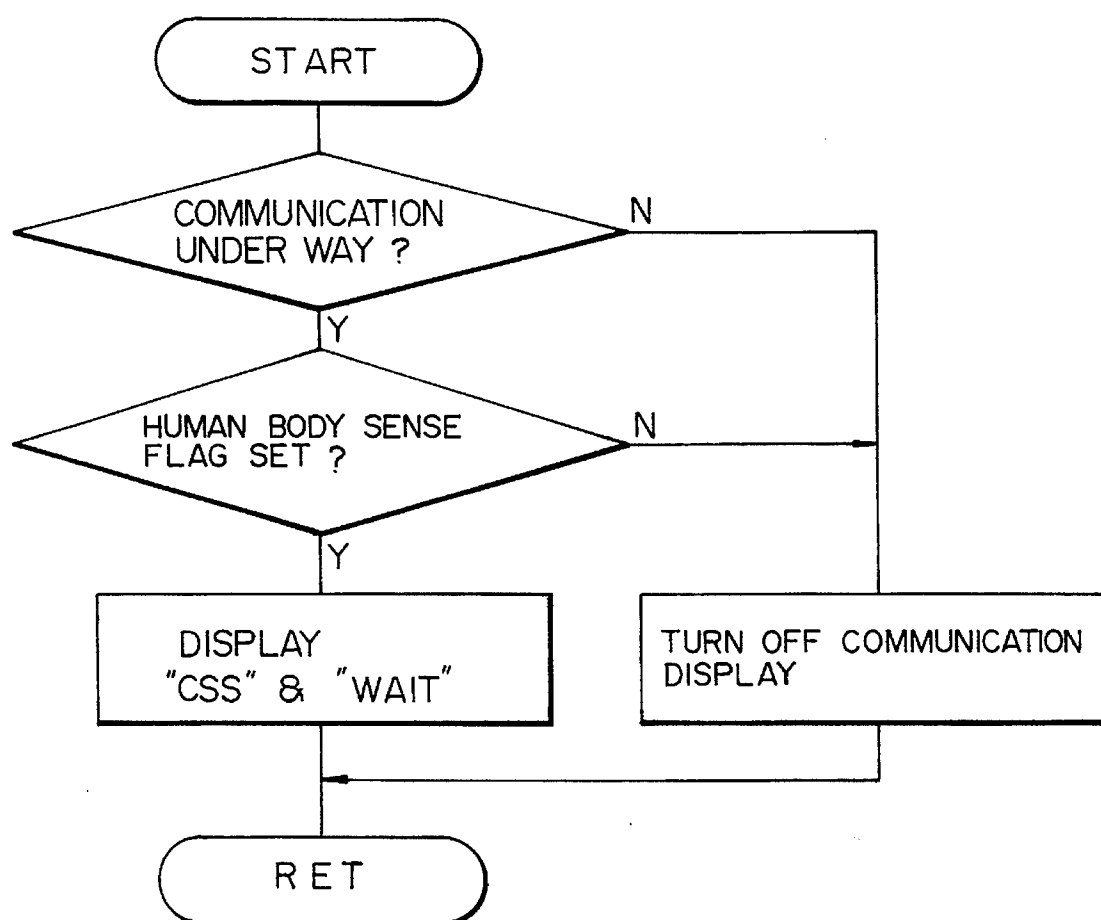 START
COMMUNICATION
UNDER WAY ?
N
Y
HUMAN BODY SENSE
FLAG SET ?
N
Y
DISPLAY
"CSS" & "WAIT"
TURN OFF COMMUNICATION
DISPLAY
RET